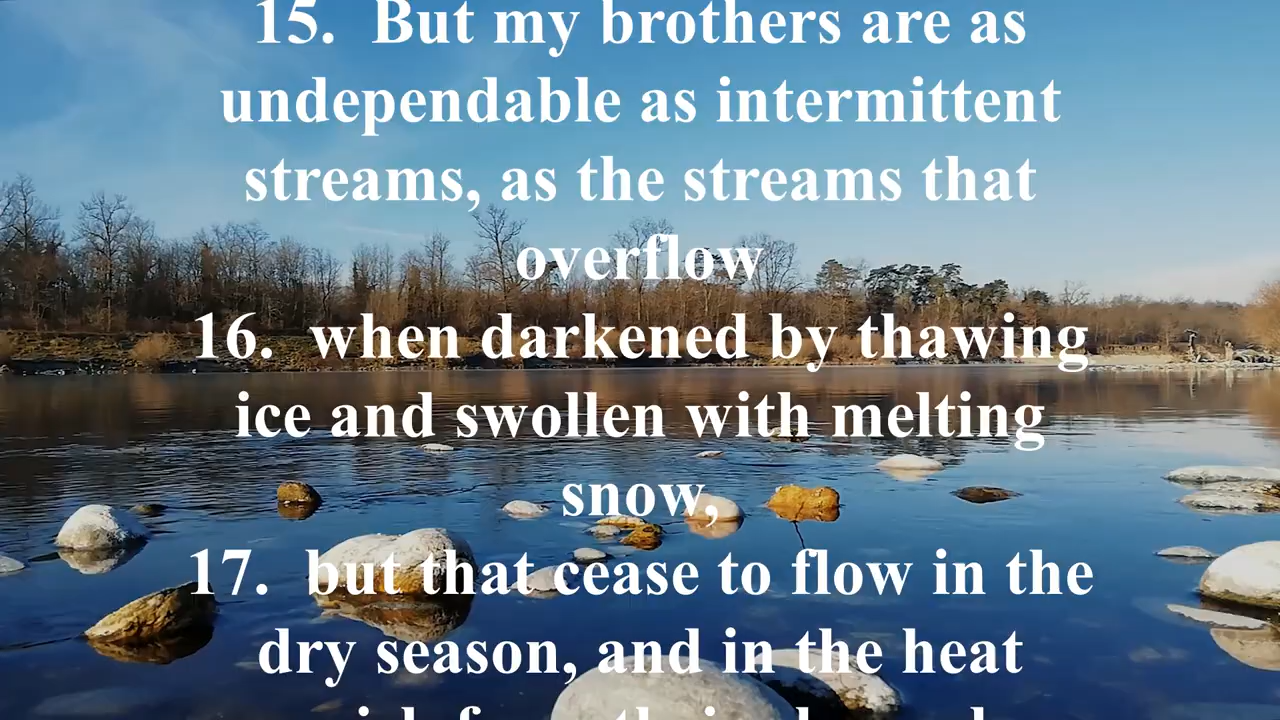 15. But my brothers are as
undependable as intermittent
streams, as the streams that
overflow
16. when darkened by thawing
ice and swollen with melting
snow,
17. but that cease to flow in the
dry season, and in the heat